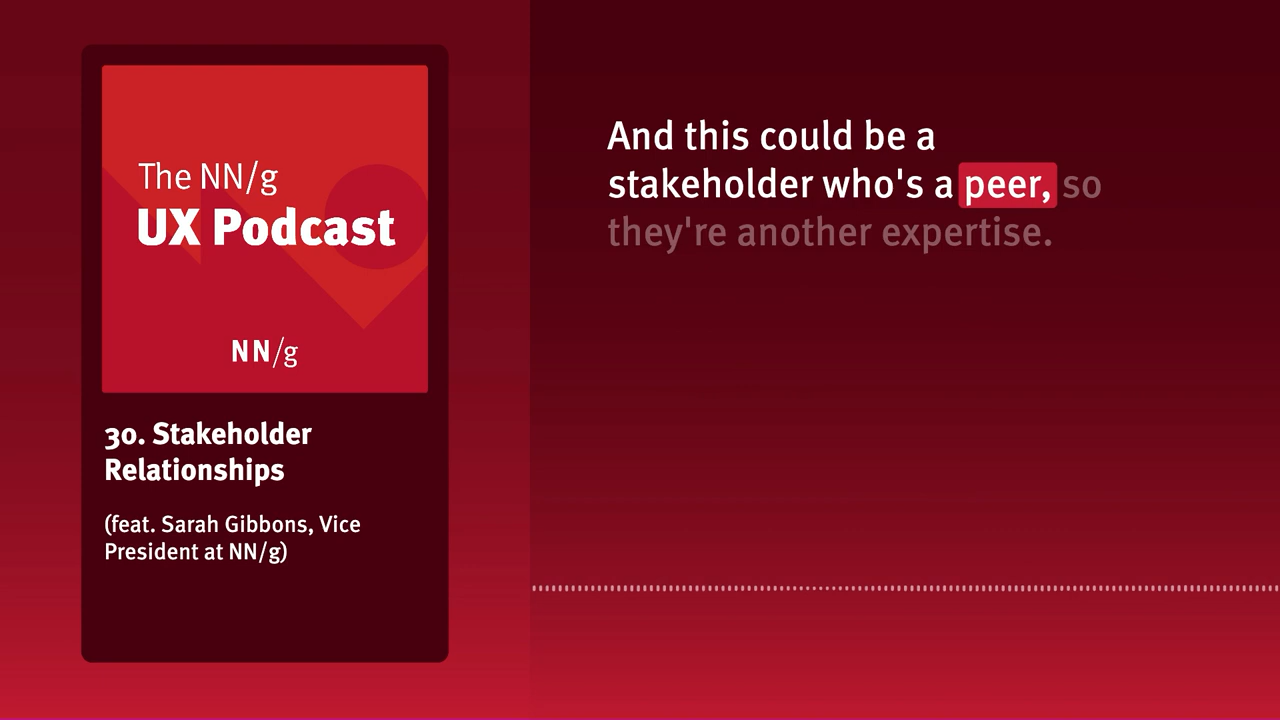 The NN/g
UX Podcast
NN/g
30. Stakeholder
Relationships
(feat. Sarah Gibbons, Vice
President at NN/g)
And this could be a
stakeholder who's a peer, so
they're another expertise.